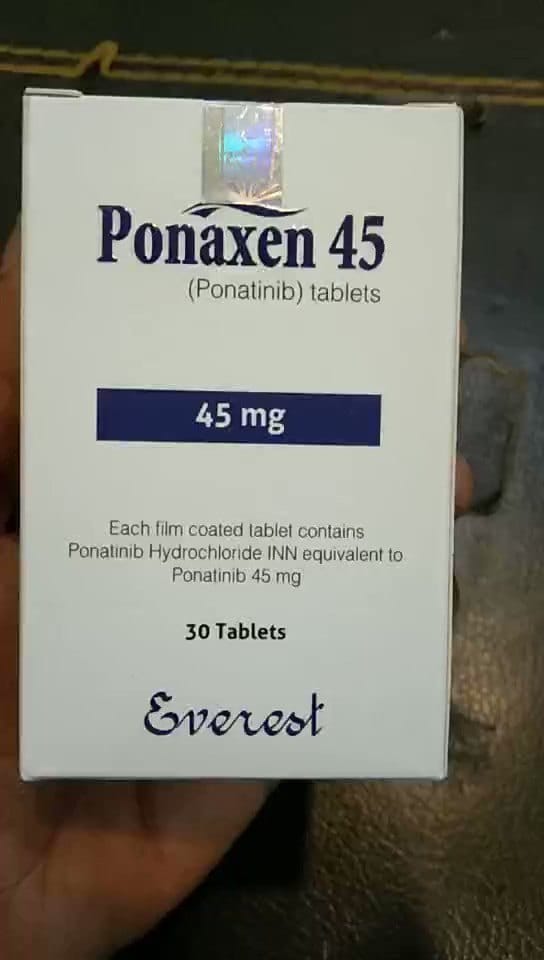 Ponaxen 45
(Ponatinib) tablets
45 mg
Each film coated tablet contains
Ponatinib Hydrochloride INN equivalent to
Ponatinib 45 mg
30 Tablets
Everest